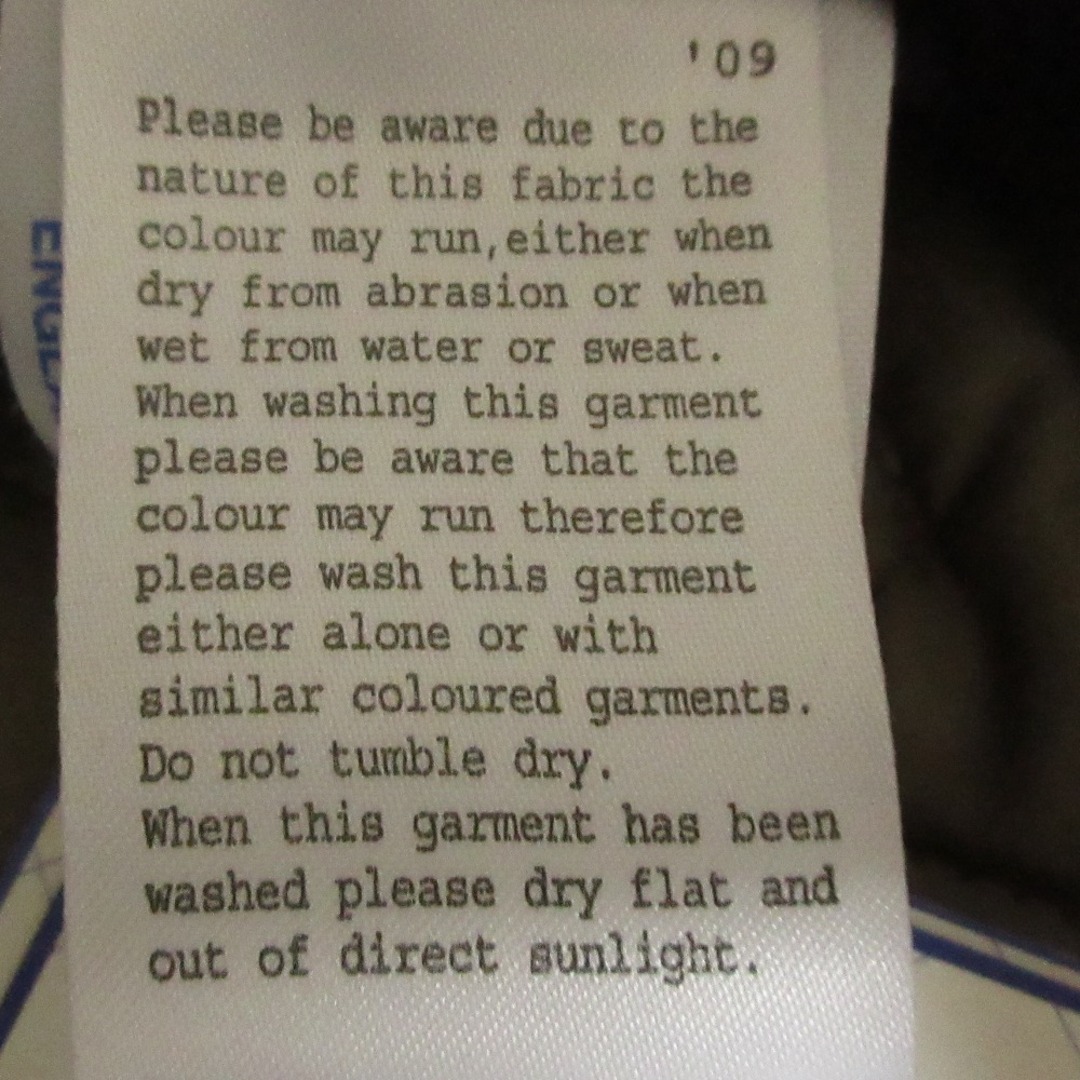 '09
Please be aware due to the
nature of this fabric the
colour may run,either when
dry from abrasion or when
wet from water or sweat.
When washing this garment
please be aware that the
colour may run therefore
please wash this garment
either alone or with
similar coloured garments.
Do not tumble dry.
When this garment has been
washed please dry flat and
out of direct sunlight.